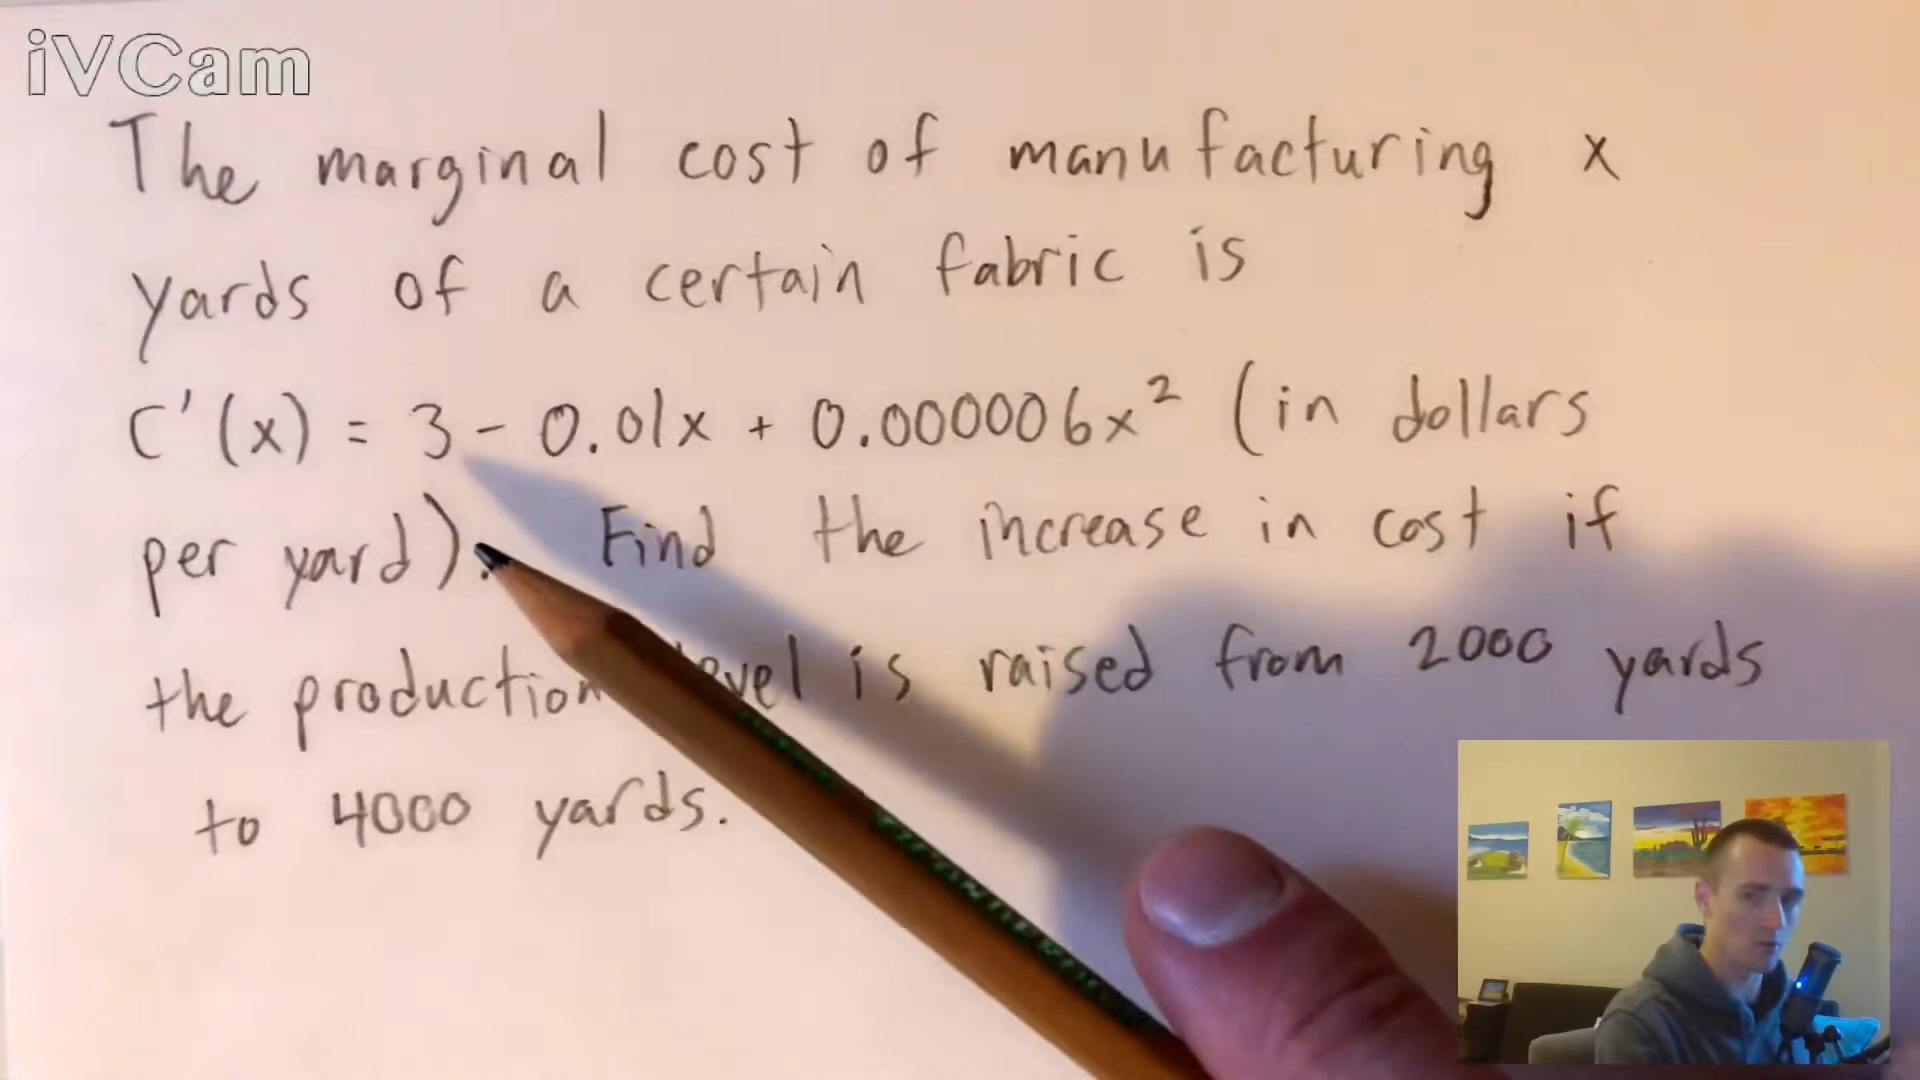 iVCam
The marginal cost of manufacturing x
yards of a certain fabric is
C'(x) = 3 - 0.01x + 0.000006x² (in dollars
per yard). Find the increase in cost if
the production level is raised from 2000 yards
to 4000 yards.